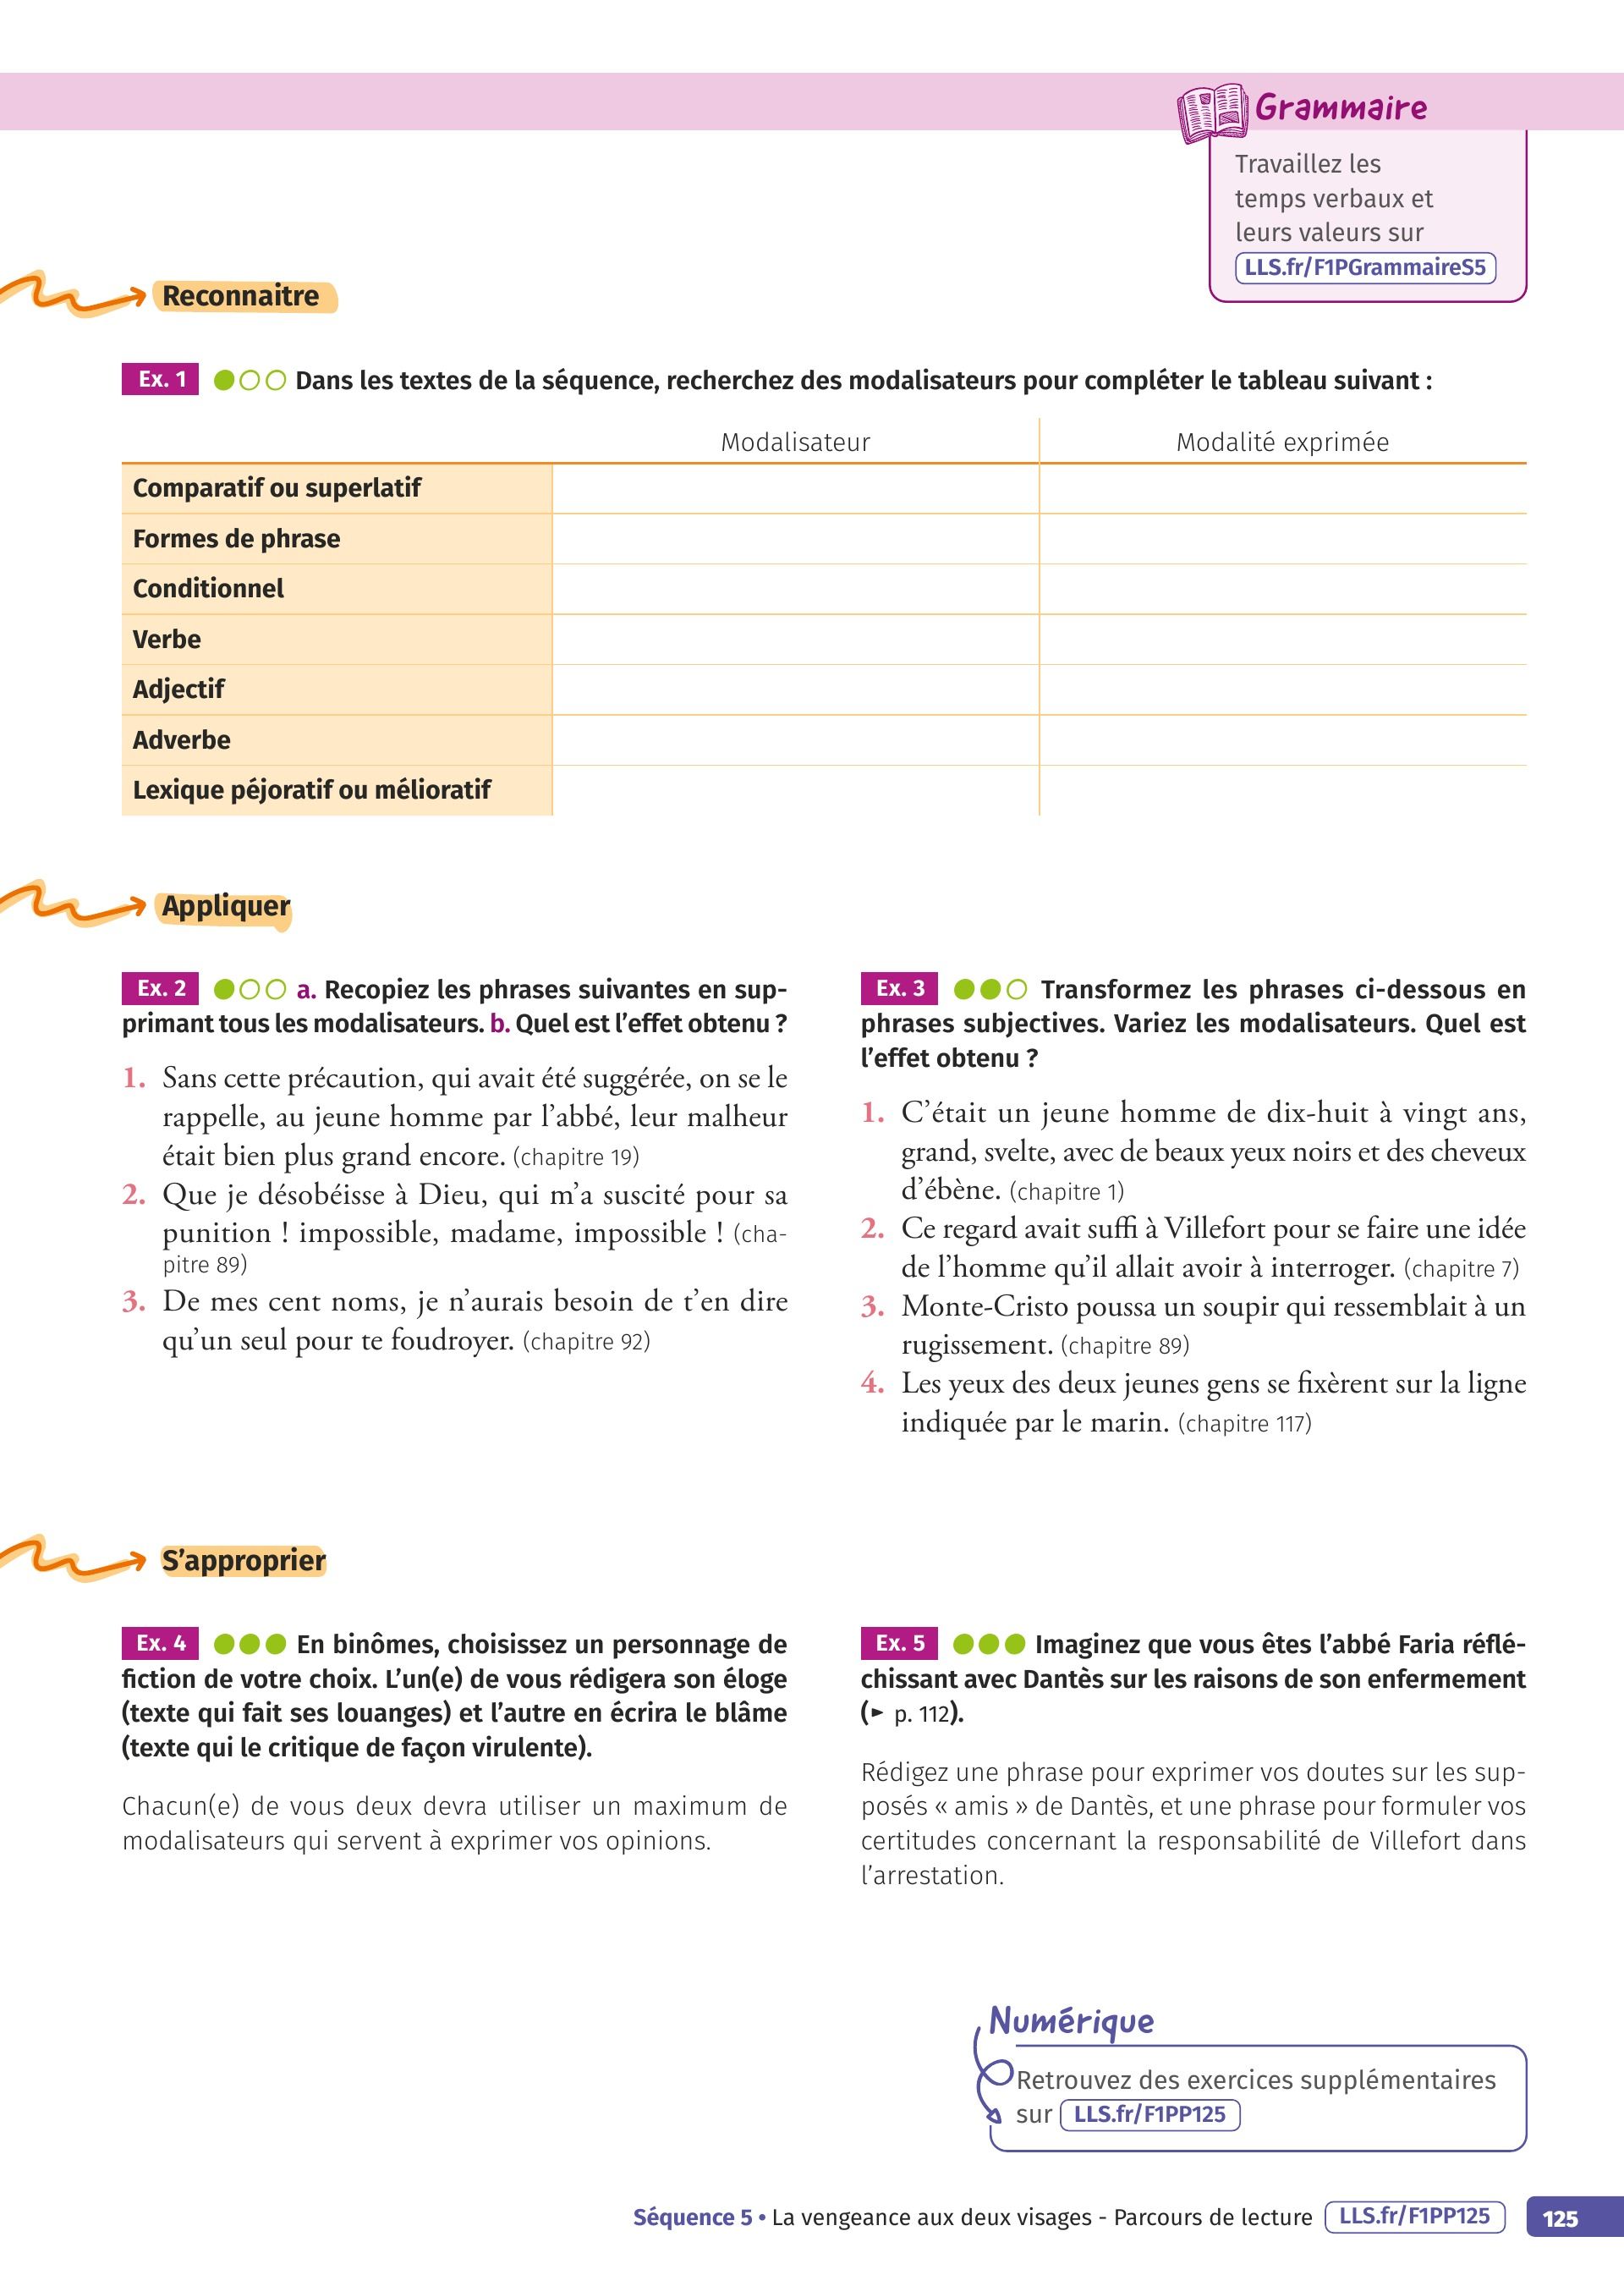 Grammaire
Travaillez les
temps verbaux et
leurs valeurs sur
LLS.fr/F1PGrammaireS5
Reconnaitre
Ex. 1 Dans les textes de la séquence, recherchez des modalisateurs pour compléter le tableau suivant :
Modalisateur Modalité exprimée
Comparatif ou superlatif
Formes de phrase
Conditionnel
Verbe
Adjectif
Adverbe
Lexique péjoratif ou mélioratif
Appliquer
Ex. 2 a. Recopiez les phrases suivantes en sup-
primant tous les modalisateurs. b. Quel est l'effet obtenu ?
1. Sans cette précaution, qui avait été suggérée, on se le
rappelle, au jeune homme par l'abbé, leur malheur
était bien plus grand encore. (chapitre 19)
2. Que je désobéisse à Dieu, qui m'a suscité pour sa
punition ! impossible, madame, impossible ! (cha-
pitre 89)
3. De mes cent noms, je n'aurais besoin de t'en dire
qu'un seul pour te foudroyer. (chapitre 92)
Ex. 3 Transformez les phrases ci-dessous en
phrases subjectives. Variez les modalisateurs. Quel est
l'effet obtenu ?
1. C'était un jeune homme de dix-huit à vingt ans,
grand, svelte, avec de beaux yeux noirs et des cheveux
d'ébène. (chapitre 1)
2. Ce regard avait suffi à Villefort pour se faire une idée
de l'homme qu'il allait avoir à interroger. (chapitre 7)
3. Monte-Cristo poussa un soupir qui ressemblait à un
rugissement. (chapitre 89)
4. Les yeux des deux jeunes gens se fixèrent sur la ligne
indiquée par le marin. (chapitre 117)
S'approprier
Ex. 4 En binômes, choisissez un personnage de
fiction de votre choix. L'un(e) de vous rédigera son éloge
(texte qui fait ses louanges) et l'autre en écrira le blâme
(texte qui le critique de façon virulente).
Chacun(e) de vous deux devra utiliser un maximum de
modalisateurs qui servent à exprimer vos opinions.
Ex. 5 Imaginez que vous êtes l'abbé Faria réflé-
chissant avec Dantès sur les raisons de son enfermement
(► p. 112).
Rédigez une phrase pour exprimer vos doutes sur les sup-
posés « amis » de Dantès, et une phrase pour formuler vos
certitudes concernant la responsabilité de Villefort dans
l'arrestation.
Numérique
Retrouvez des exercices supplémentaires
sur LLS.fr/F1PP125
Séquence 5 • La vengeance aux deux visages - Parcours de lecture LLS.fr/F1PP125 125